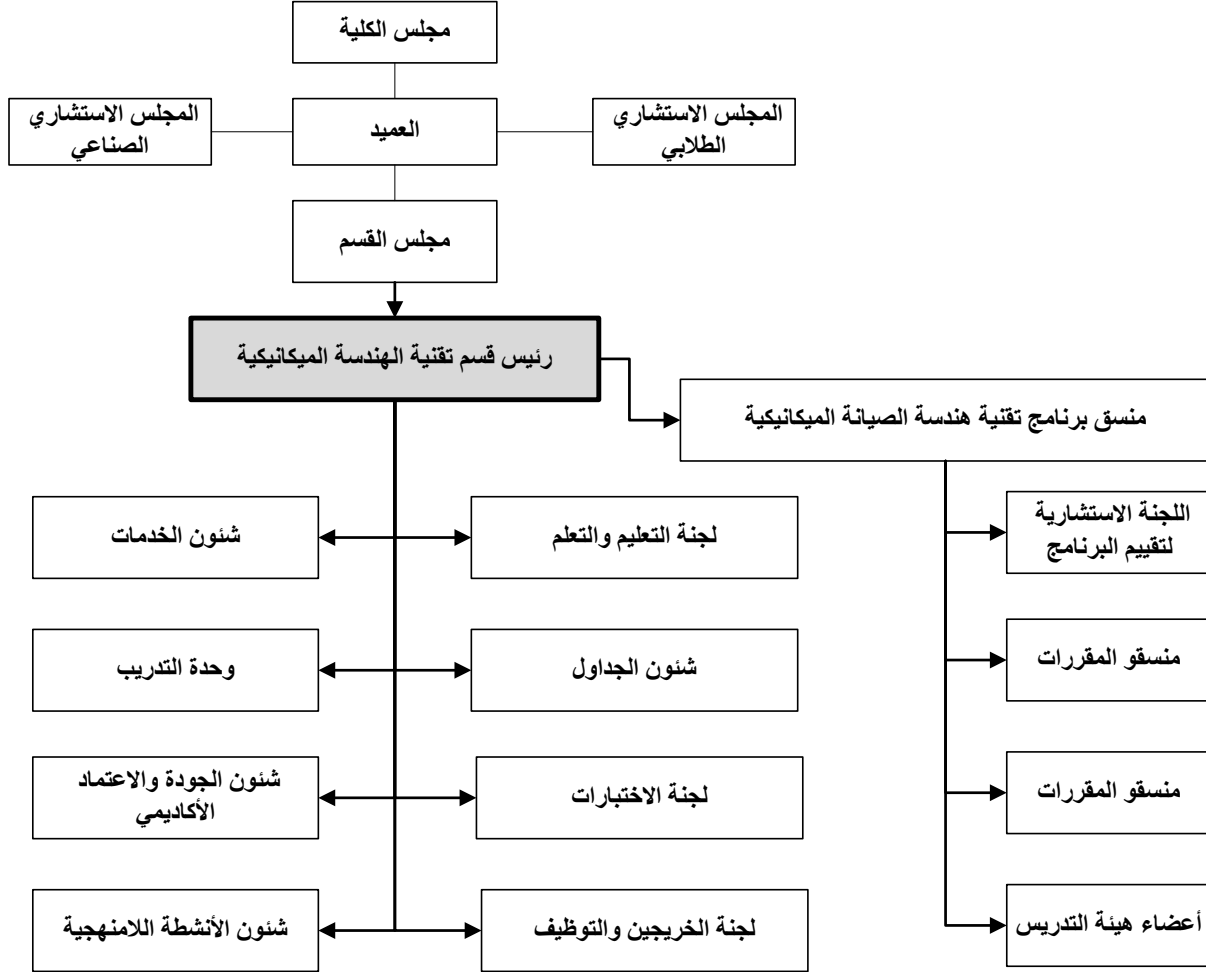 مجلس الكلية
المجلس الاستشاري
الطلابي
العميد
المجلس الاستشاري
الصناعي
مجلس القسم
رئيس قسم تقنية الهندسة الميكانيكية
منسق برنامج تقنية هندسة الصيانة الميكانيكية
اللجنة الاستشارية
لتقييم البرنامج
لجنة التعليم والتعلم
شئون الخدمات
منسقو المقررات
شئون الجداول
وحدة التدريب
منسقو المقررات
لجنة الاختبارات
شئون الجودة والاعتماد
الأكاديمي
أعضاء هيئة التدريس
لجنة الخريجين والتوظيف
شئون الأنشطة اللامنهجية